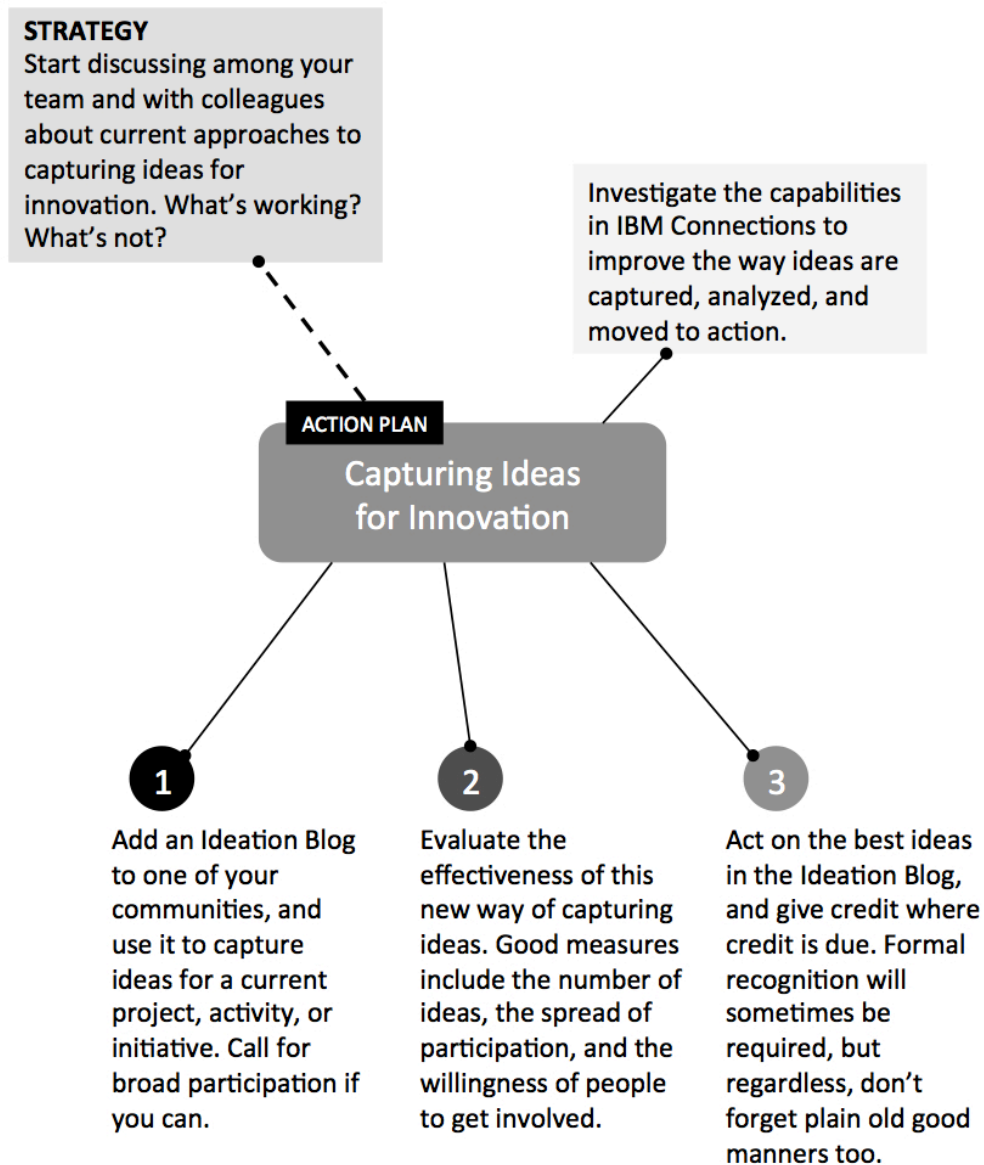 STRATEGY
Start discussing among your
team and with colleagues
about current approaches to
capturing ideas for
innovation. What’s working?
What’s not?
Investigate the capabilities
in IBM Connections to
improve the way ideas are
captured, analyzed, and
moved to action.
ACTION PLAN
Capturing Ideas
for Innovation
1
Add an Ideation Blog
to one of your
communities, and
use it to capture
ideas for a current
project, activity, or
initiative. Call for
broad participation if
you can.
2
Evaluate the
effectiveness of this
new way of capturing
ideas. Good measures
include the number of
ideas, the spread of
participation, and the
willingness of people
to get involved.
3
Act on the best ideas
in the Ideation Blog,
and give credit where
credit is due. Formal
recognition will
sometimes be
required, but
regardless, don’t
forget plain old good
manners too.